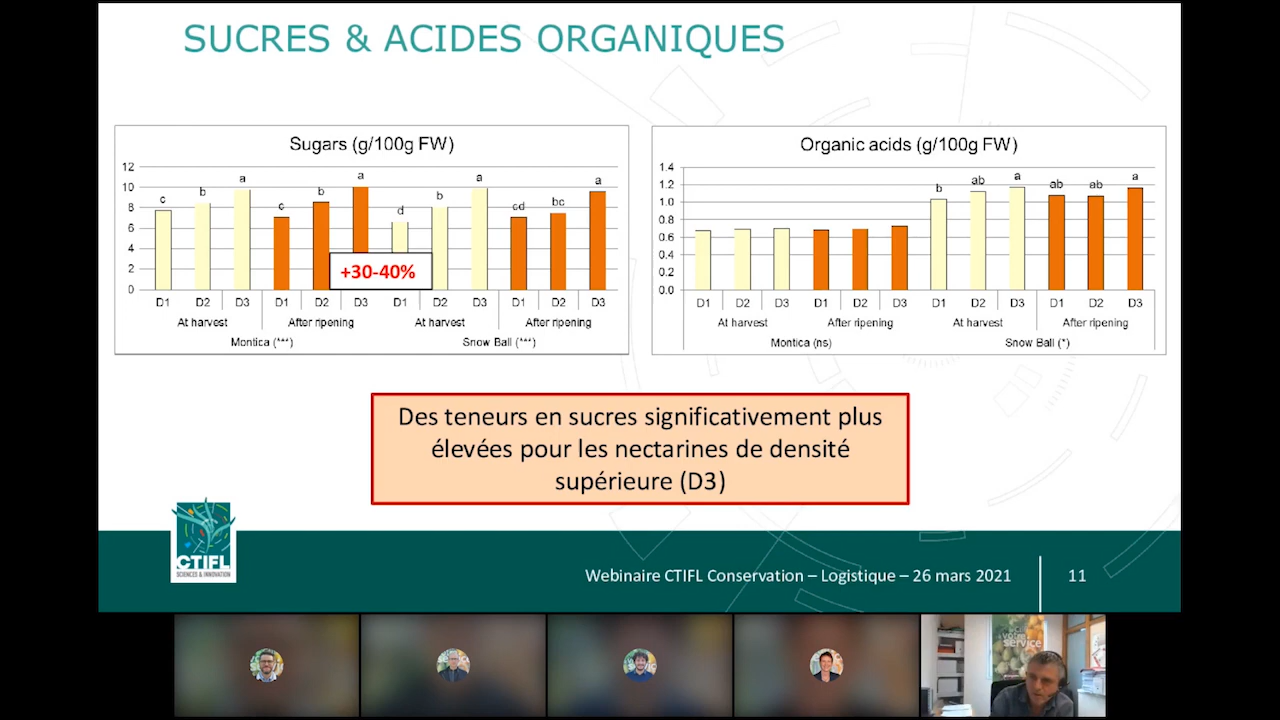 SUCRES & ACIDES ORGANIQUES
Sugars (g/100g FW)
12
10
8
6
4
2
0
c
b
a
c
b
a
d
b
a
cd
bc
a
+30-40%
D1 D2 D3 D1 D2 D3 D1 D2 D3 D1 D2 D3
At harvest After ripening At harvest After ripening
Montica (***) Snow Ball (***)
Organic acids (g/100g FW)
1.4
1.2
1.0
0.8
0.6
0.4
0.2
0.0
b
ab
a
ab
ab
a
D1 D2 D3 D1 D2 D3 D1 D2 D3 D1 D2 D3
At harvest After ripening At harvest After ripening
Montica (ns) Snow Ball (*)
Des teneurs en sucres significativement plus
élevées pour les nectarines de densité
supérieure (D3)
CTIFL
SCIENCES & INNOVATION
Webinaire CTIFL Conservation – Logistique – 26 mars 2021
11
votre
service